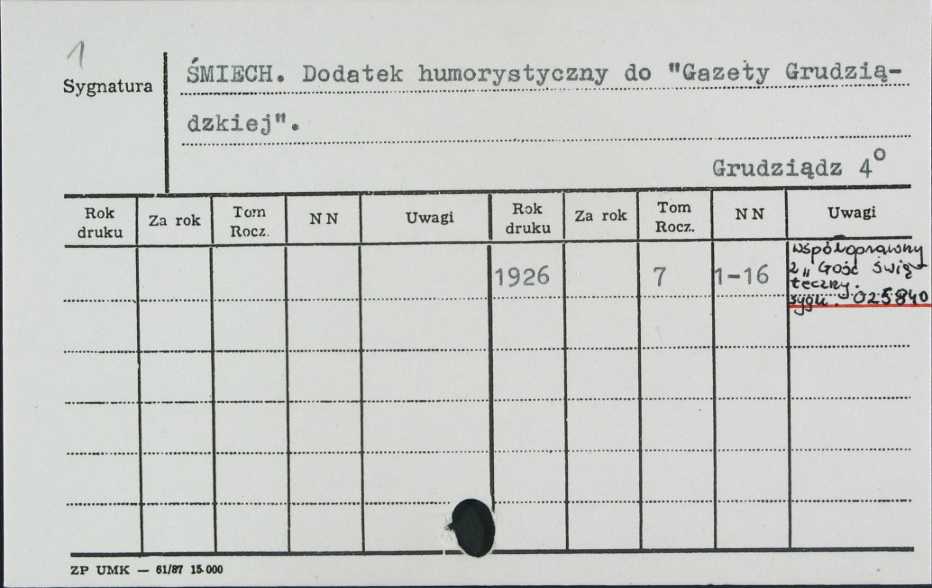 1
Sygnatura
ŚMIECH. Dodatek humorystyczny do "Gazety Grudzią-
dzkiej".
Grudziądz 4°
Rok druku Za rok Tom Rocz. NN Uwagi Rok druku Za rok Tom Rocz. NN Uwagi
1926 7 1-16
współoprawny
z „Gość świą
teczny.
sygn. 025840
ZP UMK — 61/87 15 000